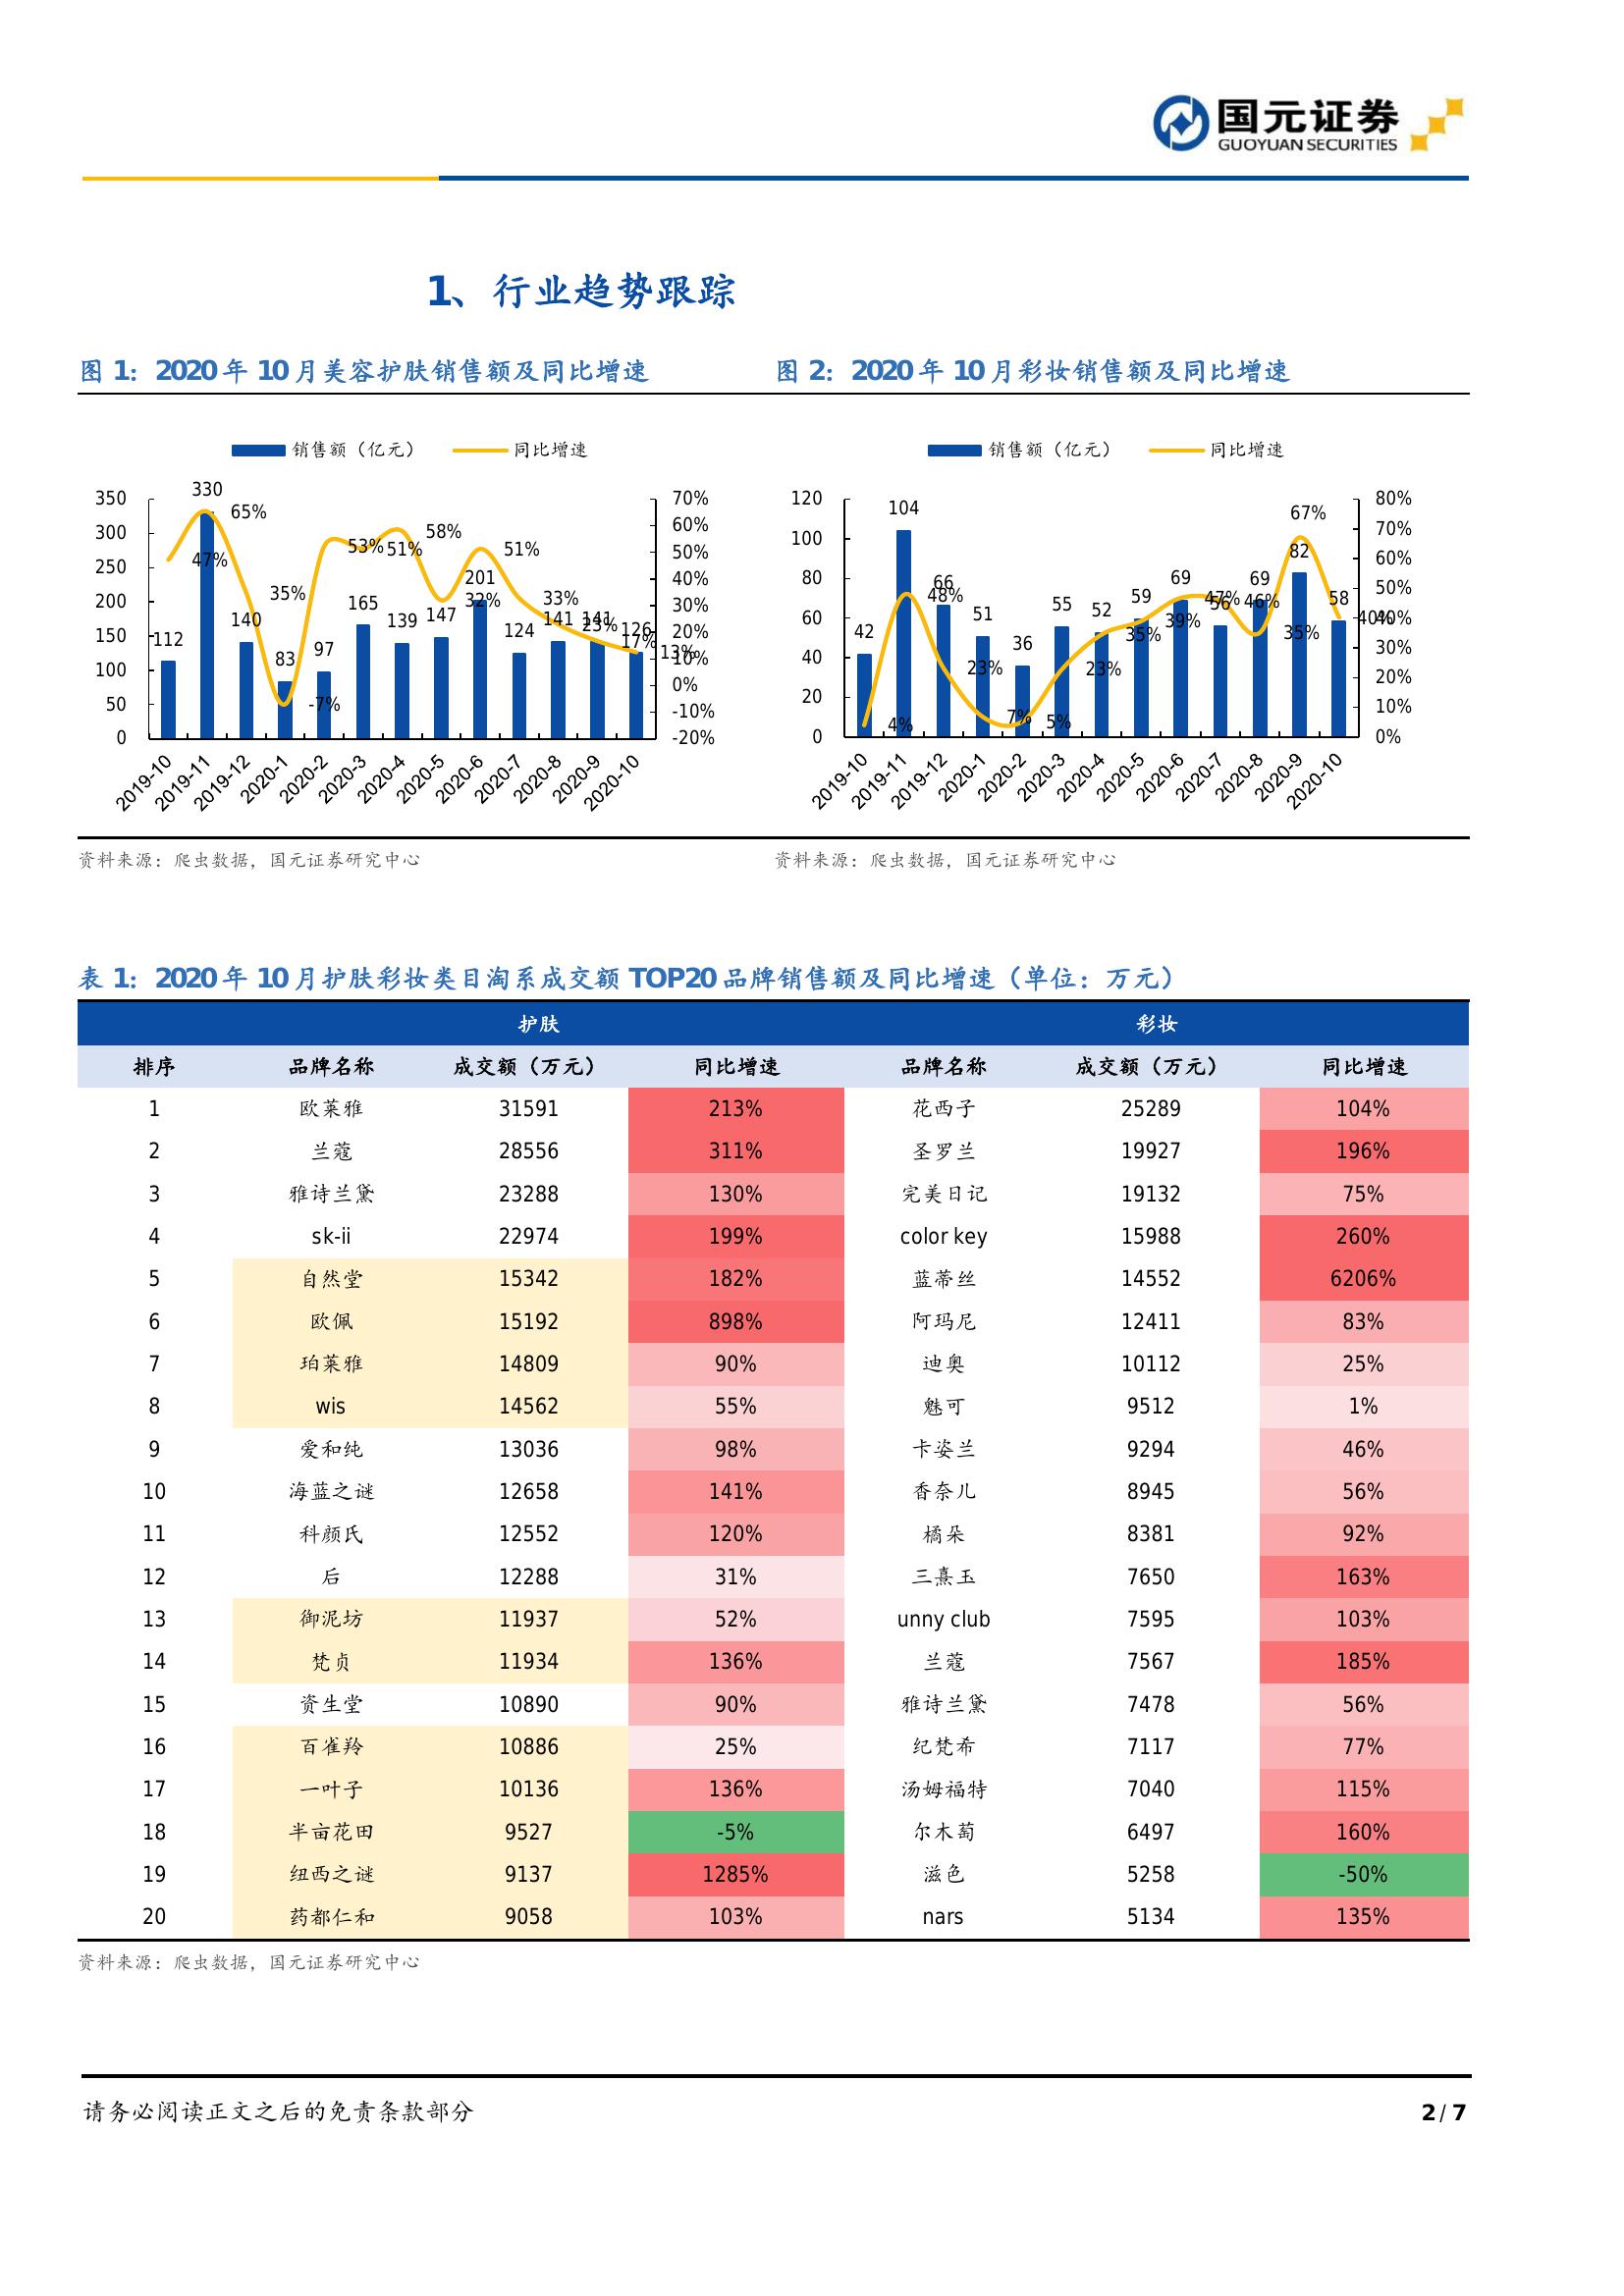 国元证券
GUOYUAN SECURITIES
1、行业趋势跟踪
图 1：2020 年 10 月美容护肤销售额及同比增速
图 2：2020 年 10 月彩妆销售额及同比增速
销售额（亿元） 同比增速
350
300
250
200
150
100
50
0
112 330 140 83 97 165 139 147 201 124 141 141 126
47% 65% 35% -7% 53% 51% 58% 32% 51% 33% 23% 17% 13%
70%
60%
50%
40%
30%
20%
10%
0%
-10%
-20%
2019-10 2019-11 2019-12 2020-1 2020-2 2020-3 2020-4 2020-5 2020-6 2020-7 2020-8 2020-9 2020-10
销售额（亿元） 同比增速
120
100
80
60
40
20
0
42 104 66 51 36 55 52 59 69 56 69 82 58
4% 48% 23% 7% 5% 23% 35% 39% 47% 46% 35% 67% 40%
80%
70%
60%
50%
40%
30%
20%
10%
0%
2019-10 2019-11 2019-12 2020-1 2020-2 2020-3 2020-4 2020-5 2020-6 2020-7 2020-8 2020-9 2020-10
资料来源：爬虫数据，国元证券研究中心
资料来源：爬虫数据，国元证券研究中心
表 1：2020 年 10 月护肤彩妆类目淘系成交额 TOP20 品牌销售额及同比增速（单位：万元）
护肤 彩妆
排序 品牌名称 成交额（万元） 同比增速 品牌名称 成交额（万元） 同比增速
1 欧莱雅 31591 213% 花西子 25289 104%
2 兰蔻 28556 311% 圣罗兰 19927 196%
3 雅诗兰黛 23288 130% 完美日记 19132 75%
4 sk-ii 22974 199% color key 15988 260%
5 自然堂 15342 182% 蓝蒂丝 14552 6206%
6 欧佩 15192 898% 阿玛尼 12411 83%
7 珀莱雅 14809 90% 迪奥 10112 25%
8 wis 14562 55% 魅可 9512 1%
9 爱和纯 13036 98% 卡姿兰 9294 46%
10 海蓝之谜 12658 141% 香奈儿 8945 56%
11 科颜氏 12552 120% 橘朵 8381 92%
12 后 12288 31% 三熹玉 7650 163%
13 御泥坊 11937 52% unny club 7595 103%
14 梵贞 11934 136% 兰蔻 7567 185%
15 资生堂 10890 90% 雅诗兰黛 7478 56%
16 百雀羚 10886 25% 纪梵希 7117 77%
17 一叶子 10136 136% 汤姆福特 7040 115%
18 半亩花田 9527 -5% 尔木萄 6497 160%
19 纽西之谜 9137 1285% 滋色 5258 -50%
20 药都仁和 9058 103% nars 5134 135%
资料来源：爬虫数据，国元证券研究中心
请务必阅读正文之后的免责条款部分
2 / 7